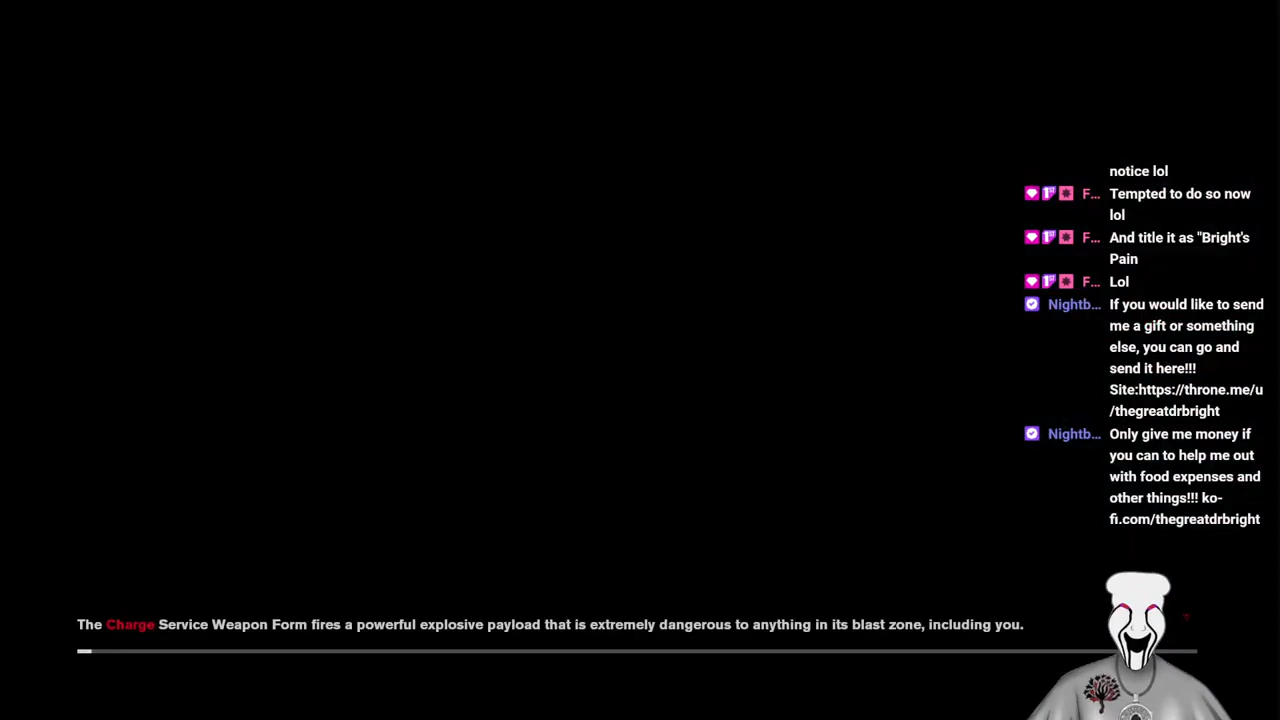 notice lol
F... Tempted to do so now
lol
F... And title it as "Bright's
Pain
F... Lol
Nightb... If you would like to send
me a gift or something
else, you can go and
send it here!!!
Site:https://throne.me/u
/thegreatdrbright
Nightb... Only give me money if
you can to help me out
with food expenses and
other things!!! ko-
fi.com/thegreatdrbright
The Charge Service Weapon Form fires a powerful explosive payload that is extremely dangerous to anything in its blast zone, including you.